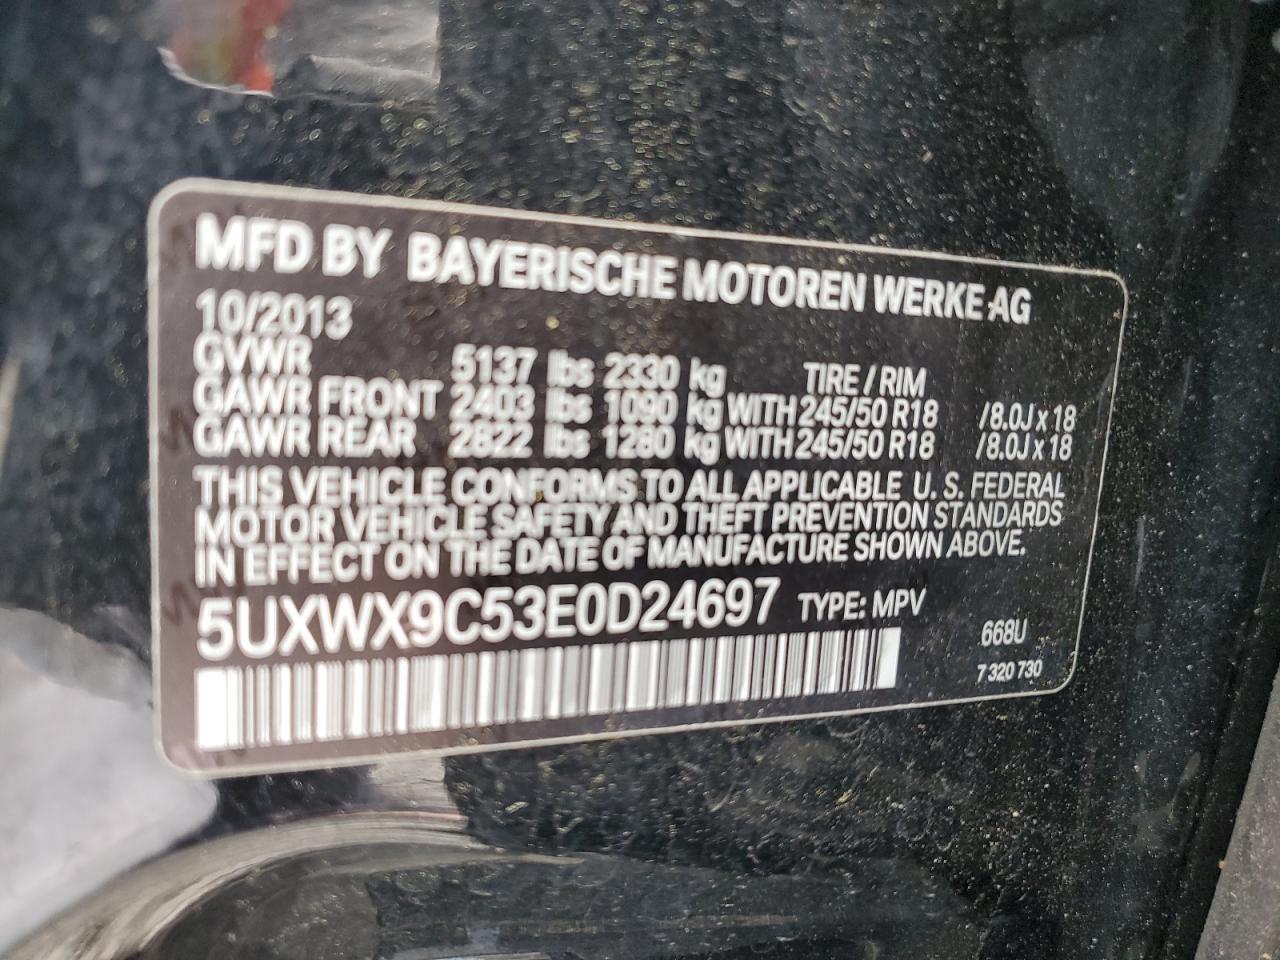 MFD BY BAYERISCHE MOTOREN WERKE AG
10/2013
GVWR 5137 lbs 2330 kg TIRE / RIM
GAWR FRONT 2403 lbs 1090 kg WITH 245/50 R18 /8.0J x 18
GAWR REAR 2822 lbs 1280 kg WITH 245/50 R18 /8.0J x 18
THIS VEHICLE CONFORMS TO ALL APPLICABLE U. S. FEDERAL
MOTOR VEHICLE SAFETY AND THEFT PREVENTION STANDARDS
IN EFFECT ON THE DATE OF MANUFACTURE SHOWN ABOVE.
5UXWX9C53E0D24697 TYPE: MPV
668U
7 320 730